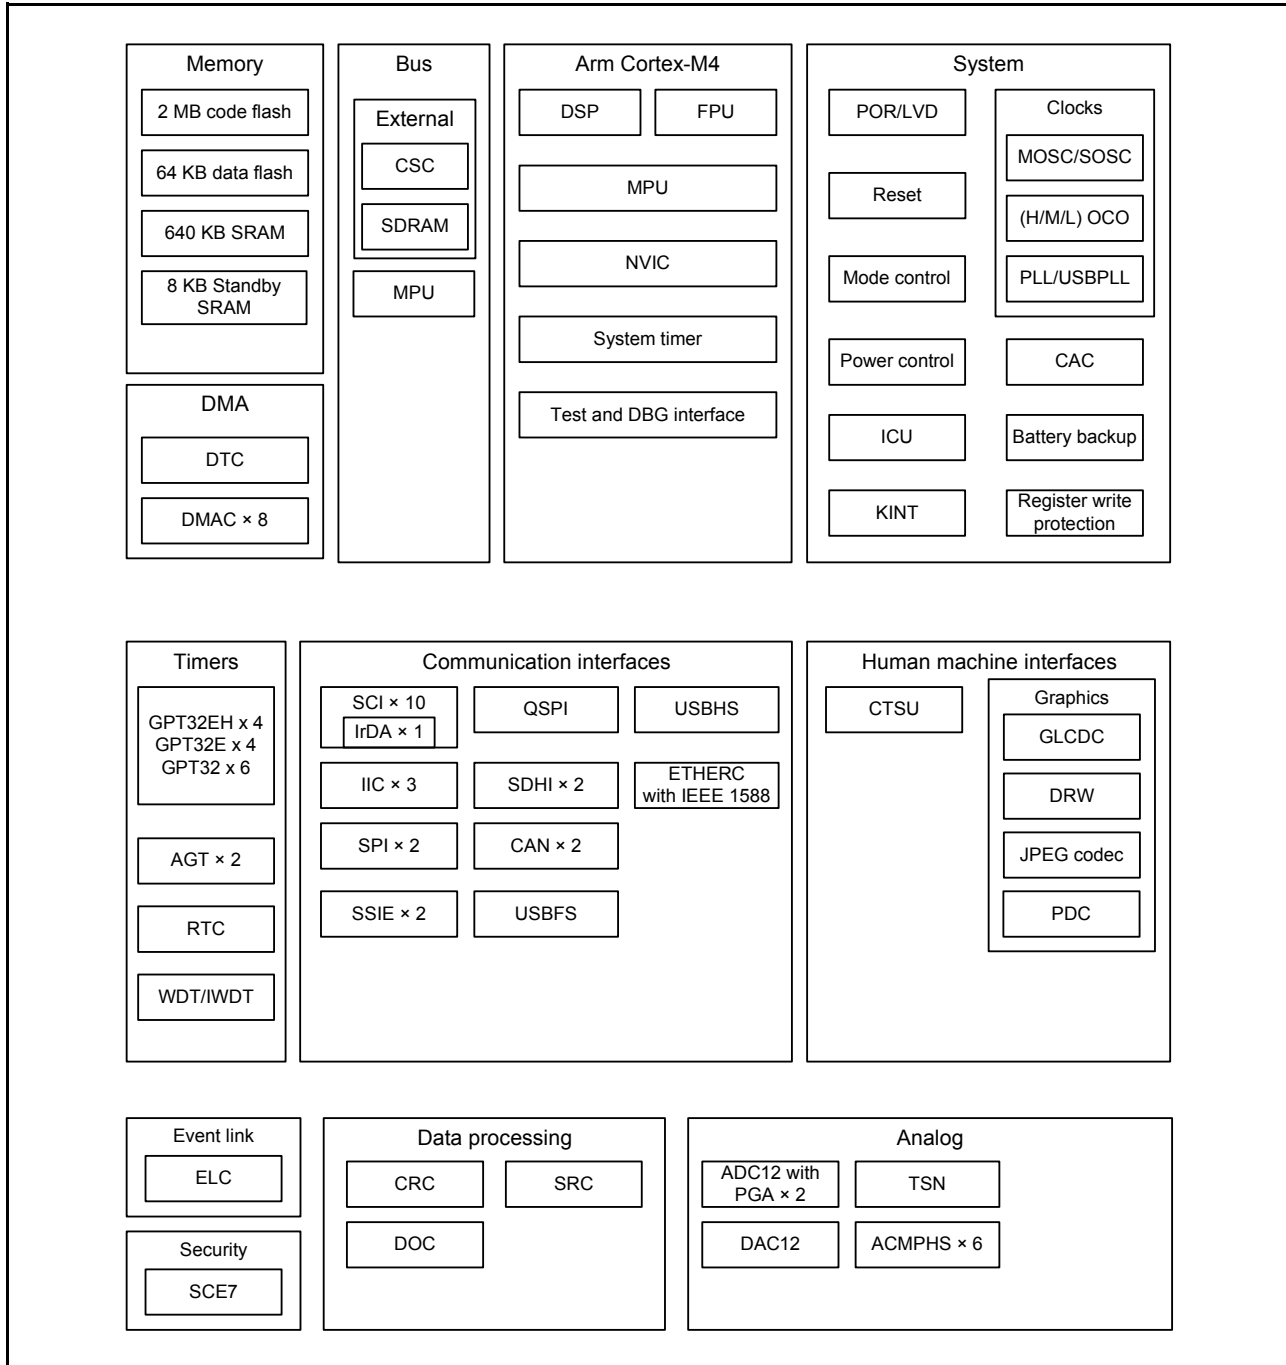 Memory
2 MB code flash
64 KB data flash
640 KB SRAM
8 KB Standby
SRAM
DMA
DTC
DMAC × 8
Bus
External
CSC
SDRAM
MPU
Arm Cortex-M4
DSP
FPU
MPU
NVIC
System timer
Test and DBG interface
System
POR/LVD
Reset
Mode control
Power control
ICU
KINT
Clocks
MOSC/SOSC
(H/M/L) OCO
PLL/USBPLL
CAC
Battery backup
Register write
protection
Timers
GPT32EH x 4
GPT32E x 4
GPT32 x 6
AGT × 2
RTC
WDT/IWDT
Communication interfaces
SCI × 10
IrDA × 1
IIC × 3
SPI × 2
SSIE × 2
QSPI
SDHI × 2
CAN × 2
USBFS
USBHS
ETHERC
with IEEE 1588
Human machine interfaces
CTSU
Graphics
GLCDC
DRW
JPEG codec
PDC
Event link
ELC
Security
SCE7
Data processing
CRC
SRC
DOC
Analog
ADC12 with
PGA × 2
TSN
DAC12
ACMPHS × 6